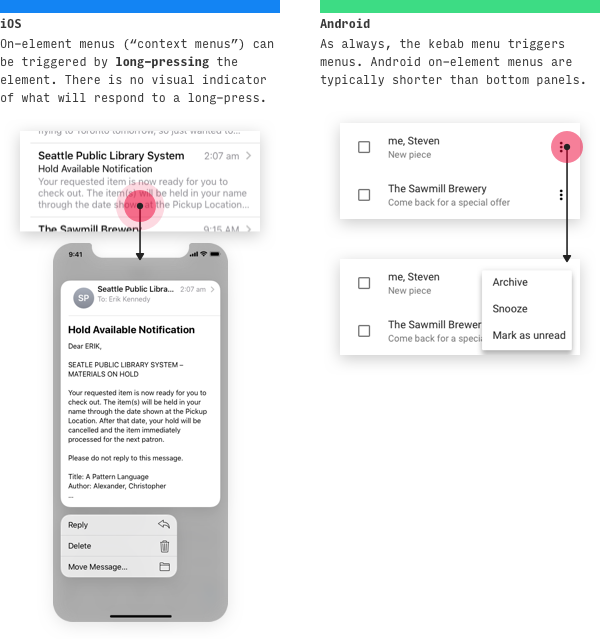 iOS
On-element menus (“context menus”) can
be triggered by long-pressing the
element. There is no visual indicator
of what will respond to a long-press.
flying to Toronto tomorrow, so just wanted to...
Seattle Public Library System 2:07 am
Hold Available Notification
Your requested item is now ready for you to
check out. The item(s) will be held in your name
through the date shown at the Pickup Location...
The Sawmill Brewery 9:15 AM
9:41
SP
Seattle Public Libra... 2:07 am
To: Erik Kennedy
Hold Available Notification
Dear ERIK,
SEATLE PUBLIC LIBRARY SYSTEM –
MATERIALS ON HOLD
Your requested item is now ready for you to
check out. The item(s) will be held in your
name through the date shown at the Pickup
Location. After that date, your hold will be
cancelled and the item immediately
processed for the next patron.
Please do not reply to this message.
Title: A Pattern Language
Author: Alexander, Christopher
...
Reply
Delete
Move Message...
Android
As always, the kebab menu triggers
menus. Android on-element menus are
typically shorter than bottom panels.
me, Steven
New piece
The Sawmill Brewery
Come back for a special offer
me, Steven
New piece
The Sawmill Brewer
Come back for a specia
Archive
Snooze
Mark as unread